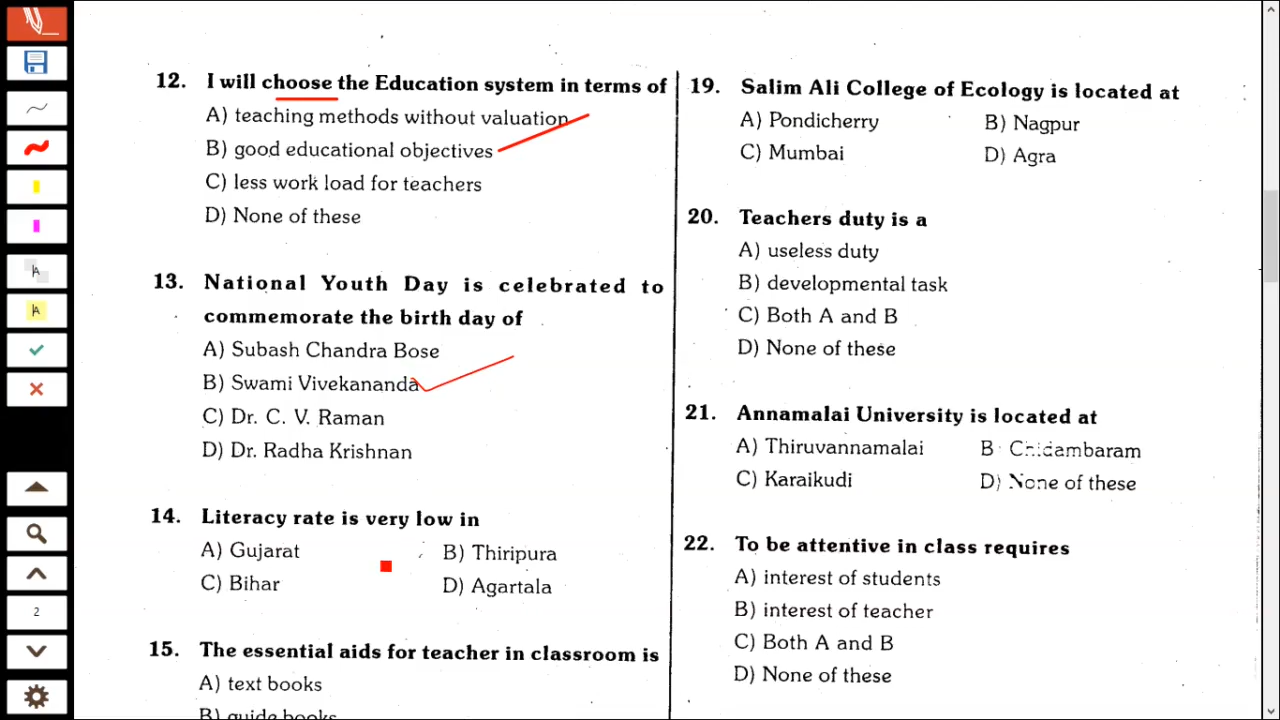 12. I will choose the Education system in terms of
A) teaching methods without valuation
B) good educational objectives
C) less work load for teachers
D) None of these
13. National Youth Day is celebrated to
commemorate the birth day of
A) Subash Chandra Bose
B) Swami Vivekananda
C) Dr. C. V. Raman
D) Dr. Radha Krishnan
14. Literacy rate is very low in
A) Gujarat B) Thiripura
C) Bihar D) Agartala
15. The essential aids for teacher in classroom is
A) text books
B) guide books
19. Salim Ali College of Ecology is located at
A) Pondicherry B) Nagpur
C) Mumbai D) Agra
20. Teachers duty is a
A) useless duty
B) developmental task
C) Both A and B
D) None of these
21. Annamalai University is located at
A) Thiruvannamalai B Chidambaram
C) Karaikudi D) None of these
22. To be attentive in class requires
A) interest of students
B) interest of teacher
C) Both A and B
D) None of these
2